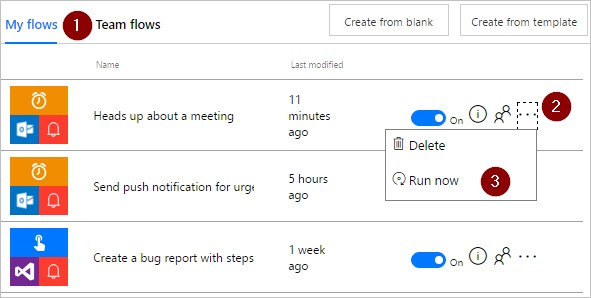 My flows 1 Team flows Create from blank Create from template
Name Last modified
Heads up about a meeting
11
minutes
ago
On i ... 2
Delete
Run now 3
Send push notification for urge
5 hours
ago
Create a bug report with steps
1 week
ago
On i ...